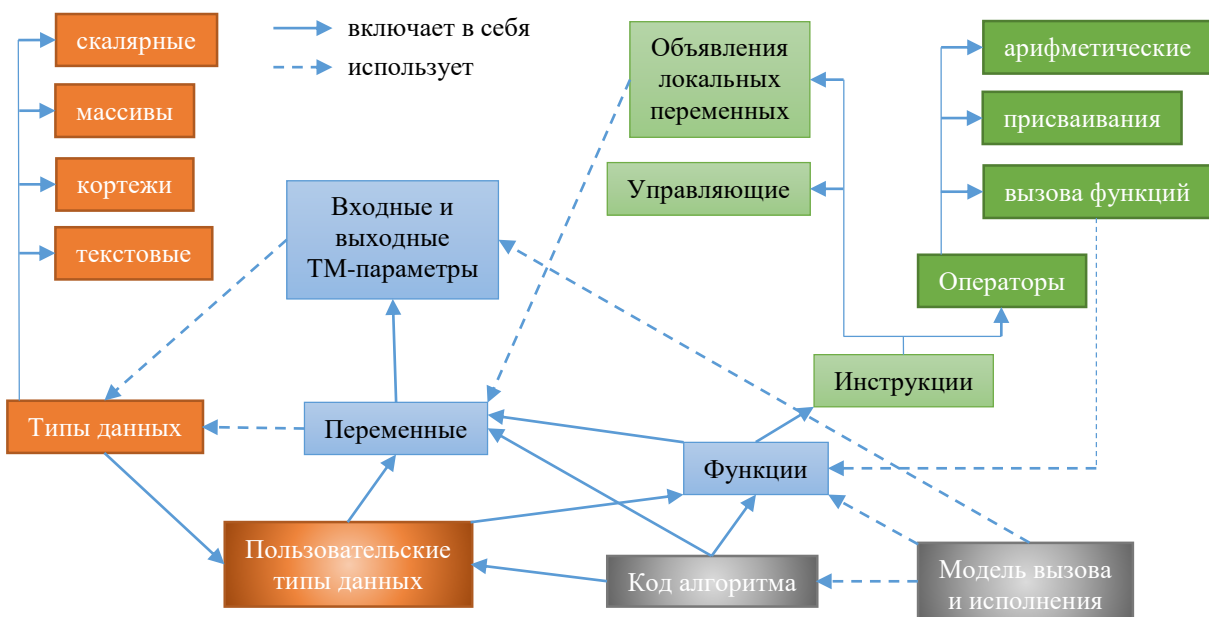 скалярные
массивы
кортежи
текстовые
включает в себя
использует
Объявления
локальных
переменных
Управляющие
арифметические
присваивания
вызова функций
Операторы
Инструкции
Входные и
выходные
ТМ-параметры
Типы данных
Переменные
Функции
Пользовательские
типы данных
Код алгоритма
Модель вызова
и исполнения